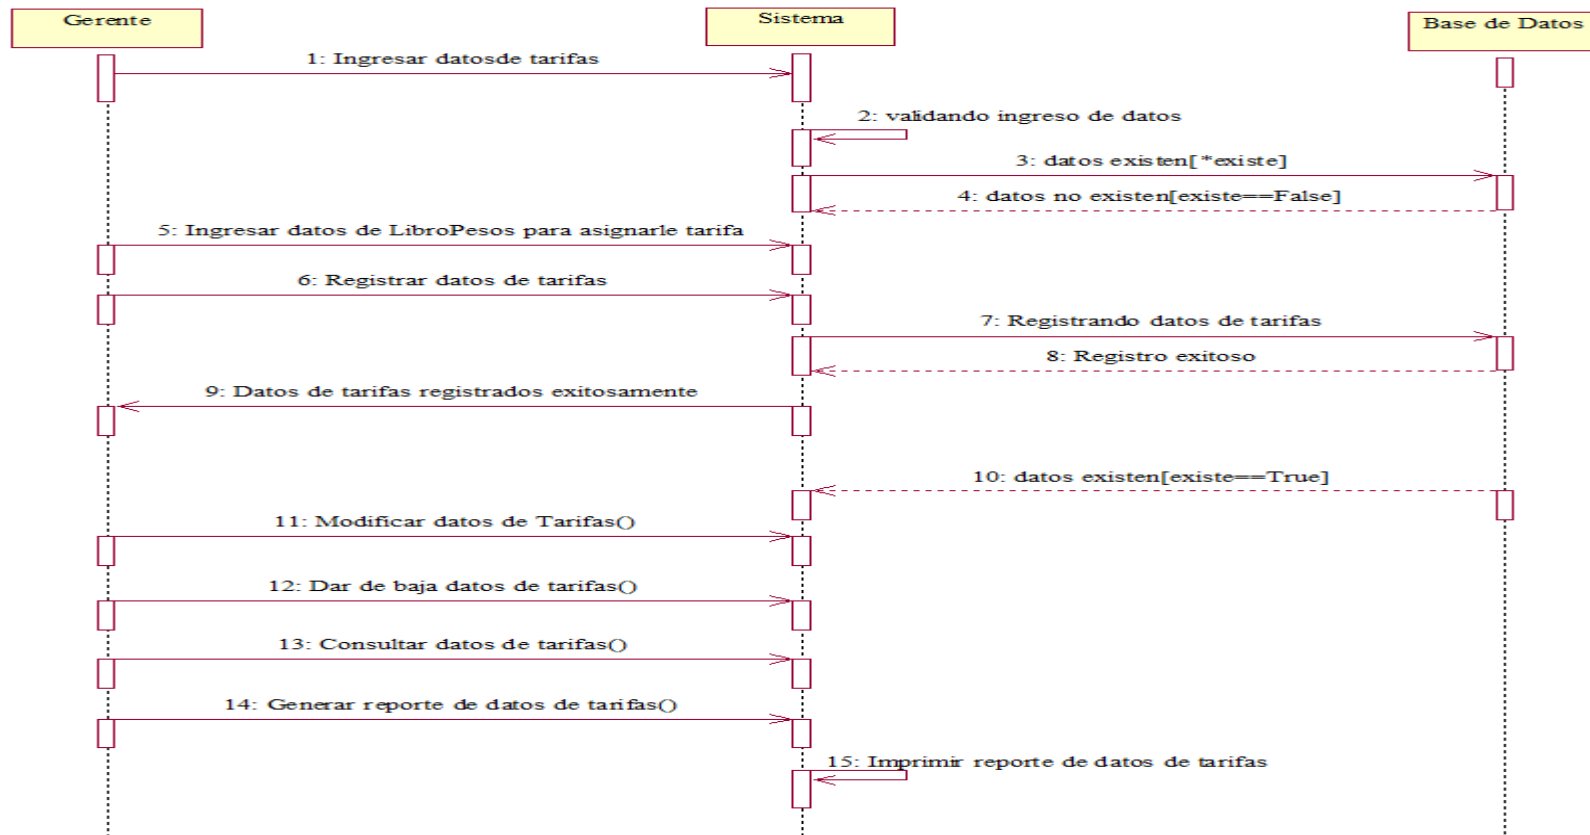 Gerente
Sistema
Base de Datos
1: Ingresar datosde tarifas
2: validando ingreso de datos
3: datos existen[*existe]
4: datos no existen[existe==False]
5: Ingresar datos de LibroPesos para asignarle tarifa
6: Registrar datos de tarifas
7: Registrando datos de tarifas
8: Registro exitoso
9: Datos de tarifas registrados exitosamente
10: datos existen[existe==True]
11: Modificar datos de Tarifas()
12: Dar de baja datos de tarifas()
13: Consultar datos de tarifas()
14: Generar reporte de datos de tarifas()
15: Imprimir reporte de datos de tarifas